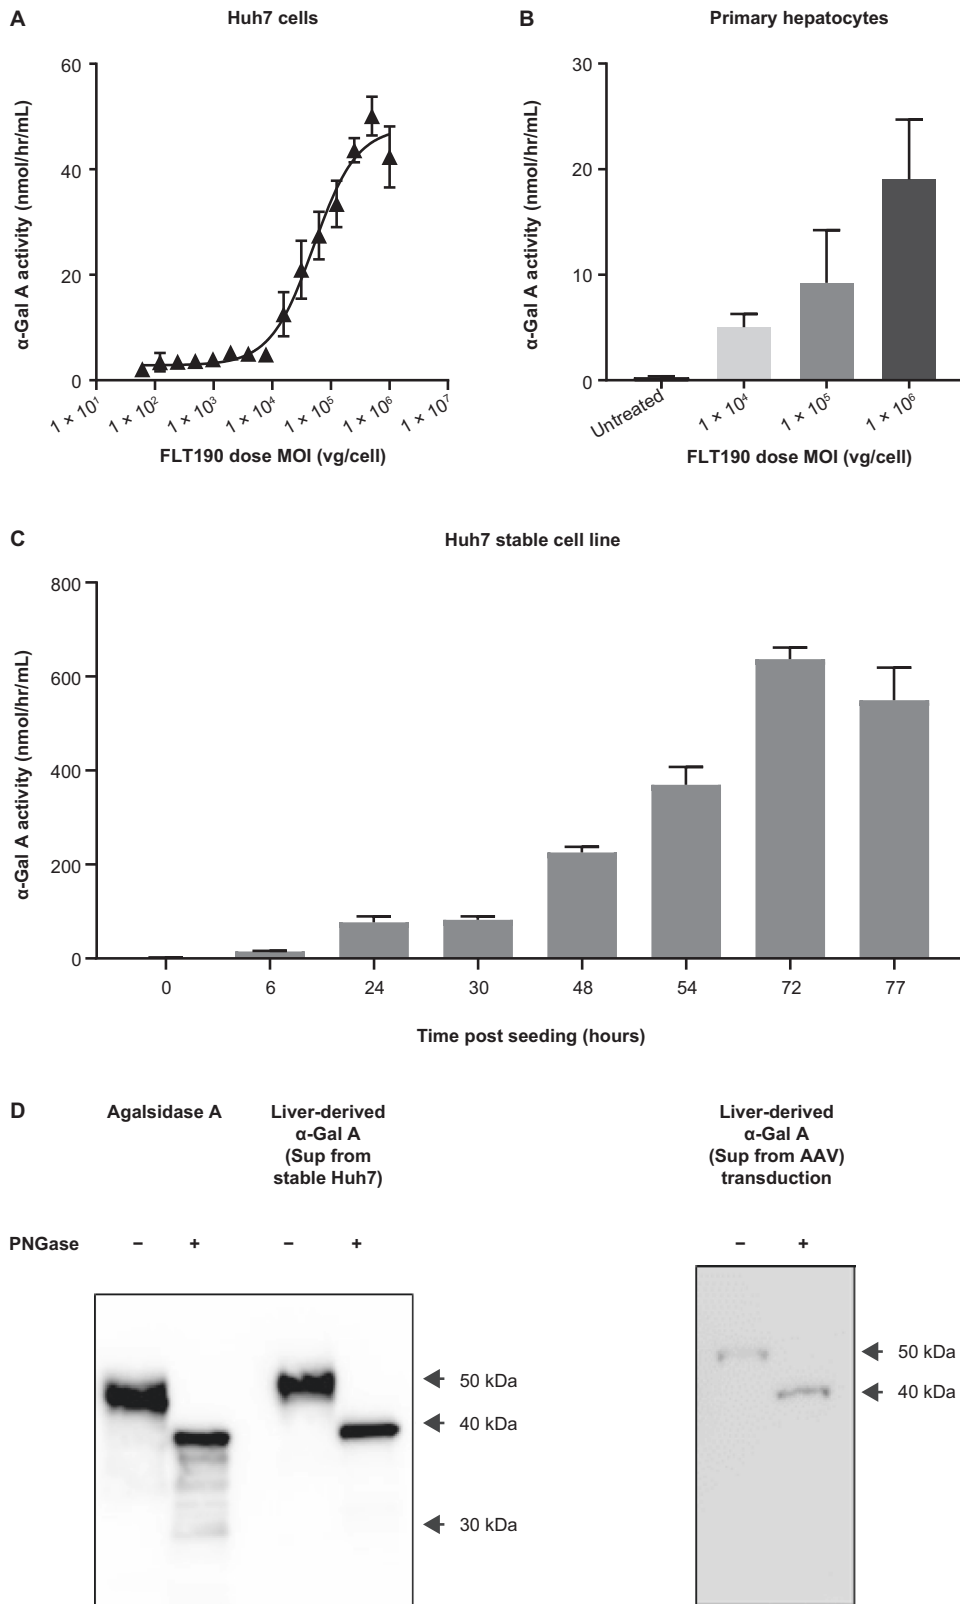 A
Huh7 cells
α-Gal A activity (nmol/hr/mL)
60
40
20
0
1 × 10¹
1 × 10²
1 × 10³
1 × 10⁴
1 × 10⁵
1 × 10⁶
1 × 10⁷
FLT190 dose MOI (vg/cell)
B
Primary hepatocytes
α-Gal A activity (nmol/hr/mL)
30
20
10
0
Untreated
1 × 10⁴
1 × 10⁵
1 × 10⁶
FLT190 dose MOI (vg/cell)
C
Huh7 stable cell line
α-Gal A activity (nmol/hr/mL)
800
600
400
200
0
0 6 24 30 48 54 72 77
Time post seeding (hours)
D
Agalsidase A
Liver-derived
α-Gal A
(Sup from
stable Huh7)
Liver-derived
α-Gal A
(Sup from AAV)
transduction
PNGase − + − + − +
50 kDa
40 kDa
30 kDa
50 kDa
40 kDa